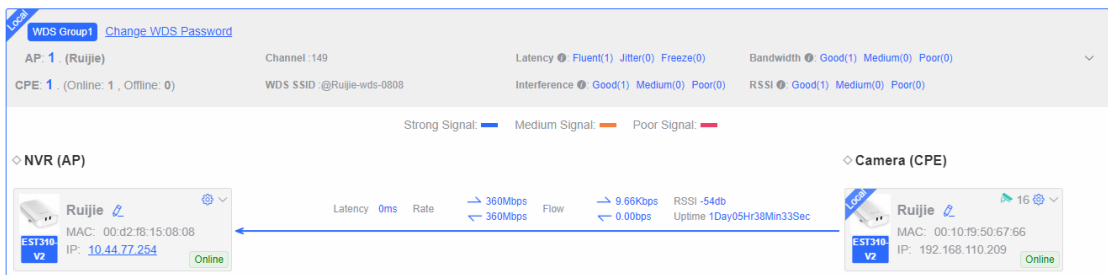 Local
WDS Group1 Change WDS Password
AP: 1 . (Ruijie) Channel :149 Latency : Fluent(1) Jitter(0) Freeze(0) Bandwidth : Good(1) Medium(0) Poor(0)
CPE: 1 . (Online: 1 , Offline: 0) WDS SSID :@Ruijie-wds-0808 Interference : Good(1) Medium(0) Poor(0) RSSI : Good(1) Medium(0) Poor(0)
Strong Signal: Medium Signal: Poor Signal:
NVR (AP) Camera (CPE)
Ruijie
MAC: 00:d2:f8:15:08:08
EST310-V2
IP: 10.44.77.254
Online
Latency 0ms Rate 360Mbps 360Mbps Flow 9.66Kbps 0.00bps RSSI -54db
Uptime 1Day05Hr38Min33Sec
Local
16
Ruijie
MAC: 00:10:f9:50:67:66
EST310-V2
IP: 192.168.110.209
Online